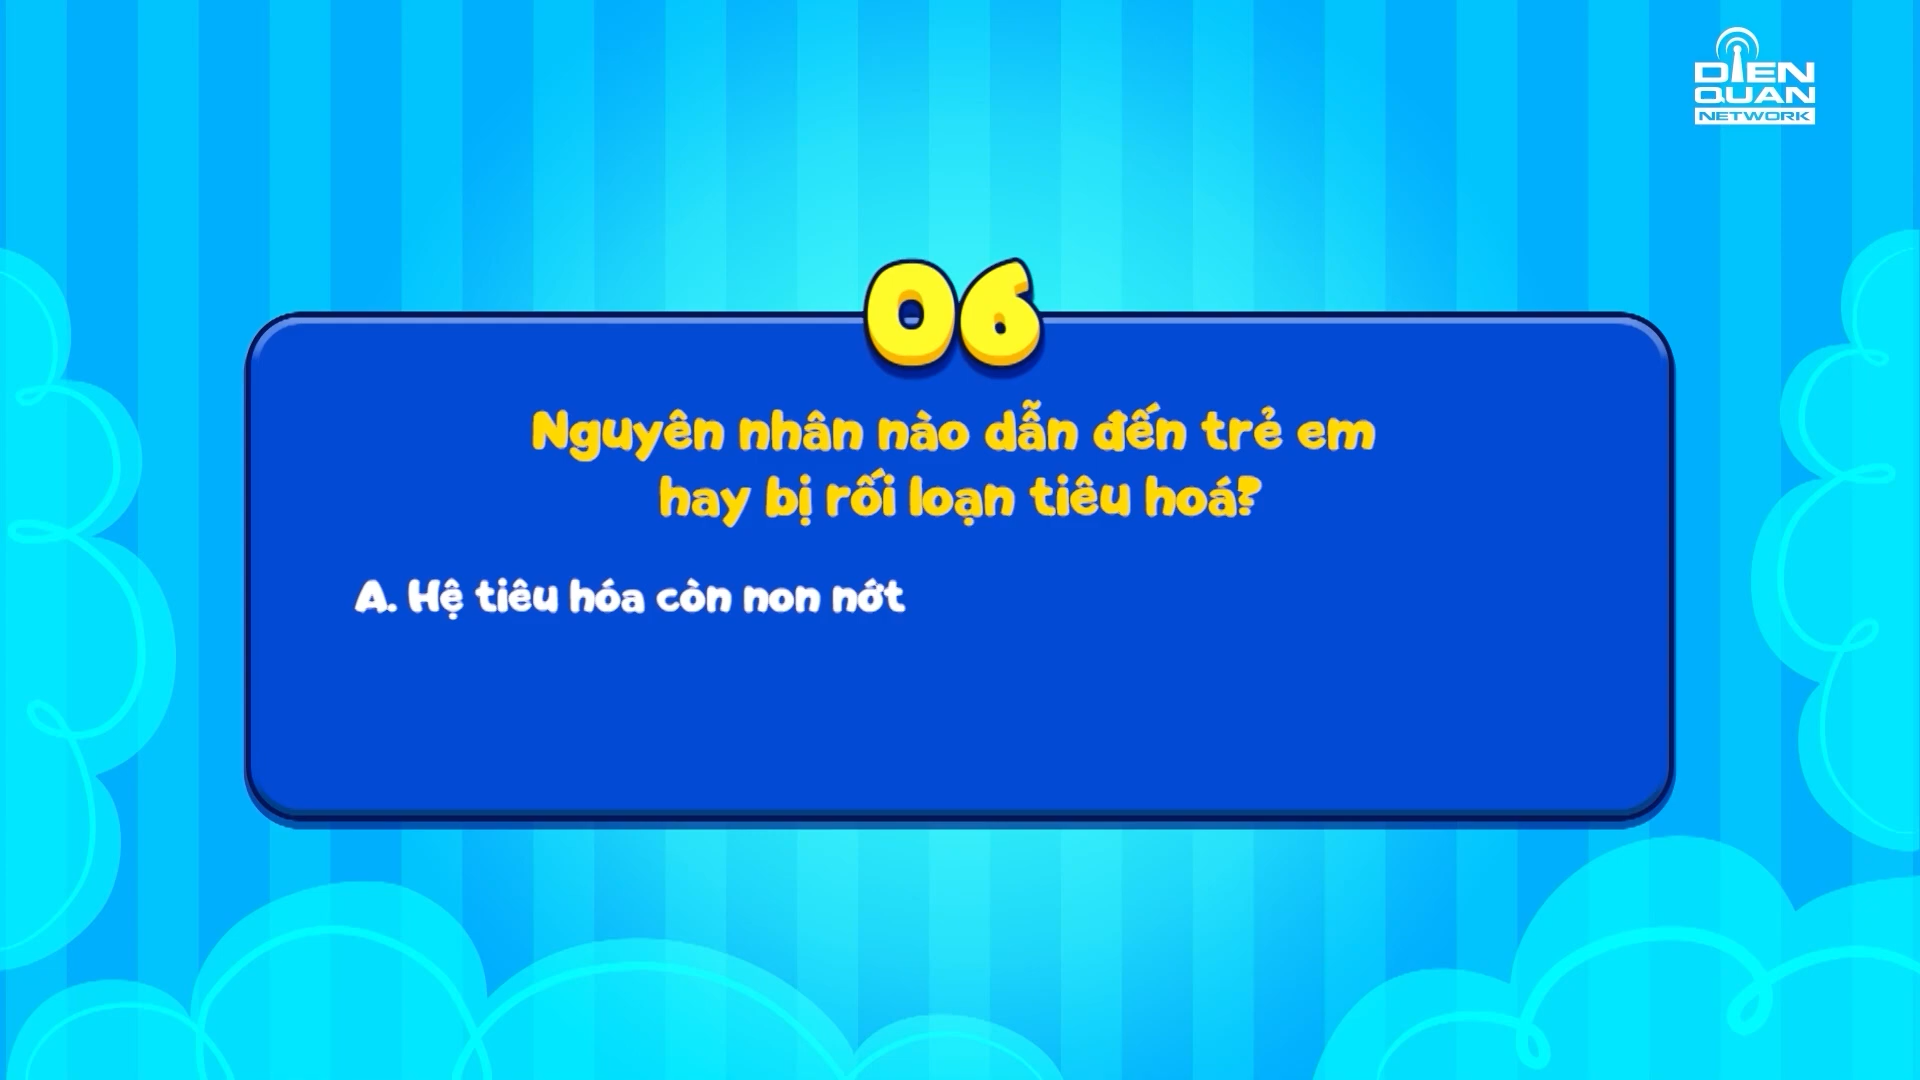 DIEN
QUAN
NETWORK
06
Nguyên nhân nào dẫn đến trẻ em
hay bị rối loạn tiêu hoá?
A. Hệ tiêu hóa còn non nớt